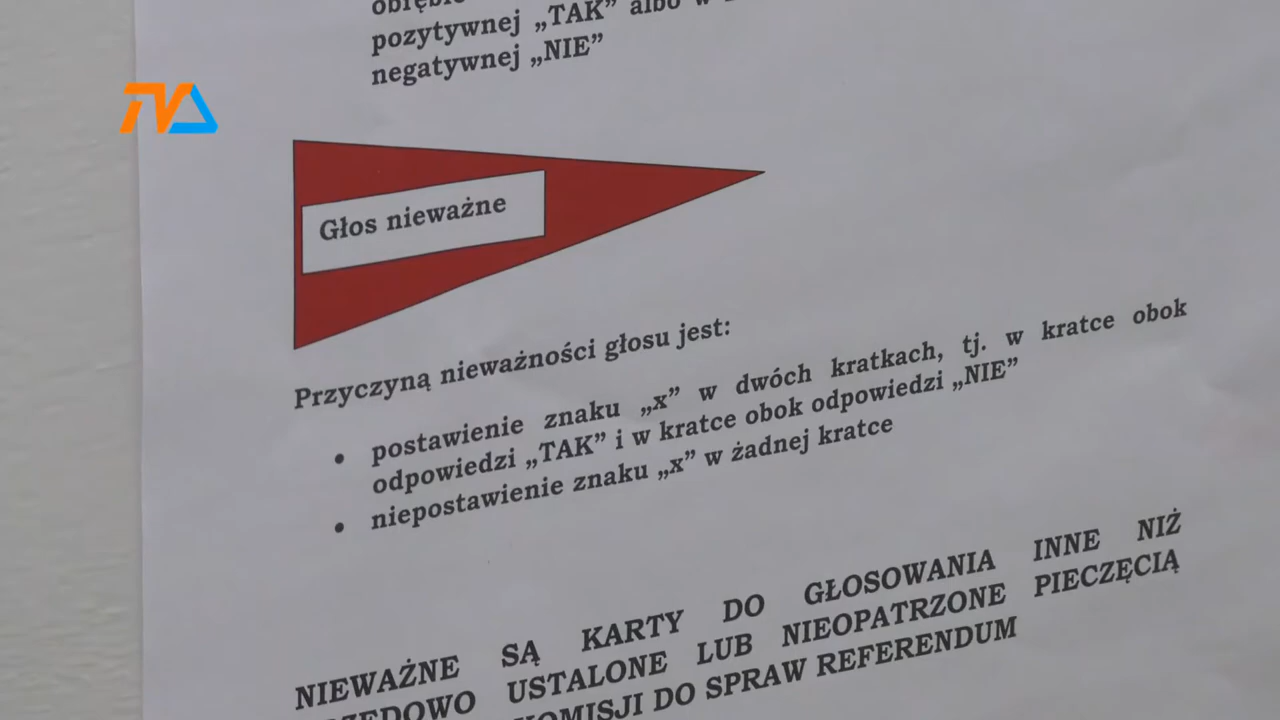 pozytywnej „TAK” albo w
negatywnej „NIE”
TVA
Głos nieważne
Przyczyną nieważności głosu jest:
• postawienie znaku „x” w dwóch kratkach, tj. w kratce obok
odpowiedzi „TAK” i w kratce obok odpowiedzi „NIE”
• niepostawienie znaku „x” w żadnej kratce
NIEWAŻNE SĄ KARTY DO GŁOSOWANIA INNE NIŻ
USTALONE LUB NIEOPATRZONE PIECZĘCIĄ
DO SPRAW REFERENDUM